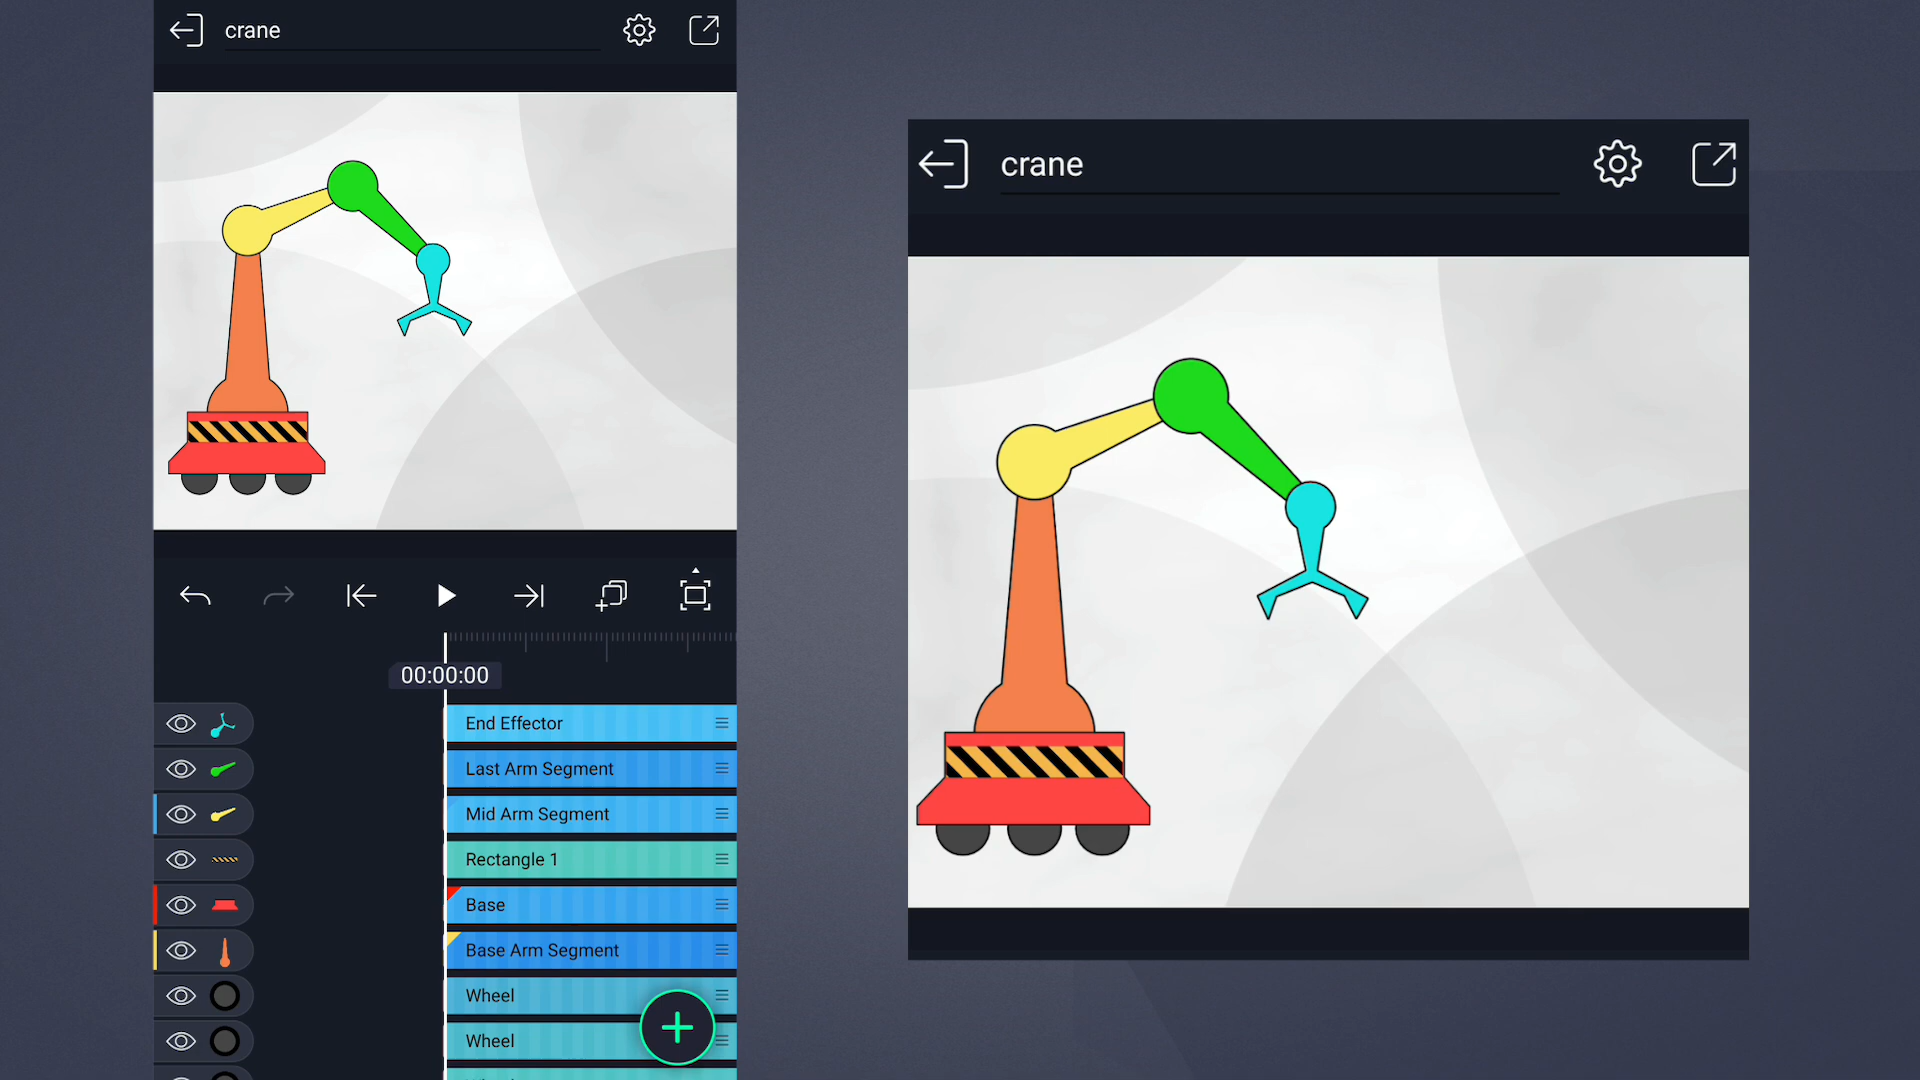 crane
00:00:00
End Effector
Last Arm Segment
Mid Arm Segment
Rectangle 1
Base
Base Arm Segment
Wheel
Wheel
crane